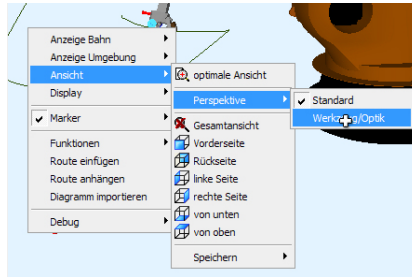 Anzeige Bahn
Anzeige Umgebung
Ansicht
Display
Marker
Funktionen
Route einfügen
Route anhängen
Diagramm importieren
Debug
optimale Ansicht
Perspektive
Gesamtansicht
Vorderseite
Rückseite
linke Seite
rechte Seite
von unten
von oben
Speichern
Standard
Werkzeug/Optik